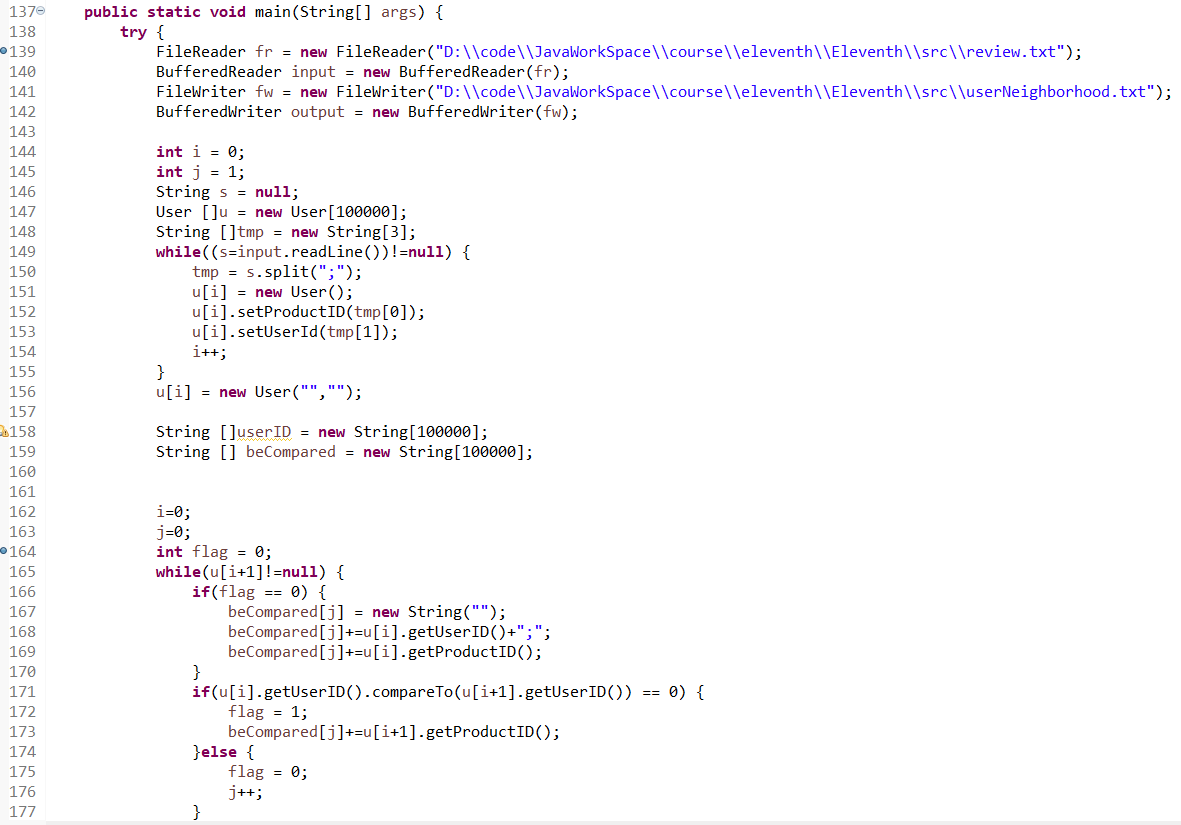 137 public static void main(String[] args) {
138 try {
139 FileReader fr = new FileReader("D:\\code\\JavaWorkSpace\\course\\eleventh\\Eleventh\\src\\review.txt");
140 BufferedReader input = new BufferedReader(fr);
141 FileWriter fw = new FileWriter("D:\\code\\JavaWorkSpace\\course\\eleventh\\Eleventh\\src\\userNeighborhood.txt");
142 BufferedWriter output = new BufferedWriter(fw);
143
144 int i = 0;
145 int j = 1;
146 String s = null;
147 User []u = new User[100000];
148 String []tmp = new String[3];
149 while((s=input.readLine())!=null) {
150 tmp = s.split(";");
151 u[i] = new User();
152 u[i].setProductID(tmp[0]);
153 u[i].setUserId(tmp[1]);
154 i++;
155 }
156 u[i] = new User("","");
157
158 String []userID = new String[100000];
159 String [] beCompared = new String[100000];
160
161
162 i=0;
163 j=0;
164 int flag = 0;
165 while(u[i+1]!=null) {
166 if(flag == 0) {
167 beCompared[j] = new String("");
168 beCompared[j]+=u[i].getUserID()+";";
169 beCompared[j]+=u[i].getProductID();
170 }
171 if(u[i].getUserID().compareTo(u[i+1].getUserID()) == 0) {
172 flag = 1;
173 beCompared[j]+=u[i+1].getProductID();
174 }else {
175 flag = 0;
176 j++;
177 }